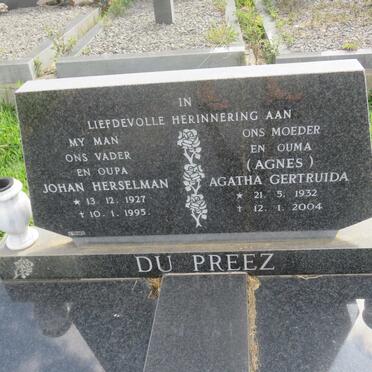 IN
LIEFDEVOLLE HERINNERING AAN
MY MAN
ONS VADER
EN OUPA
JOHAN HERSELMAN
* 13. 12. 1927
† 10. 1. 1995
ONS MOEDER
EN OUMA
(AGNES)
AGATHA GERTRUIDA
* 21. 5. 1932
† 12. 1. 2004
DU PREEZ